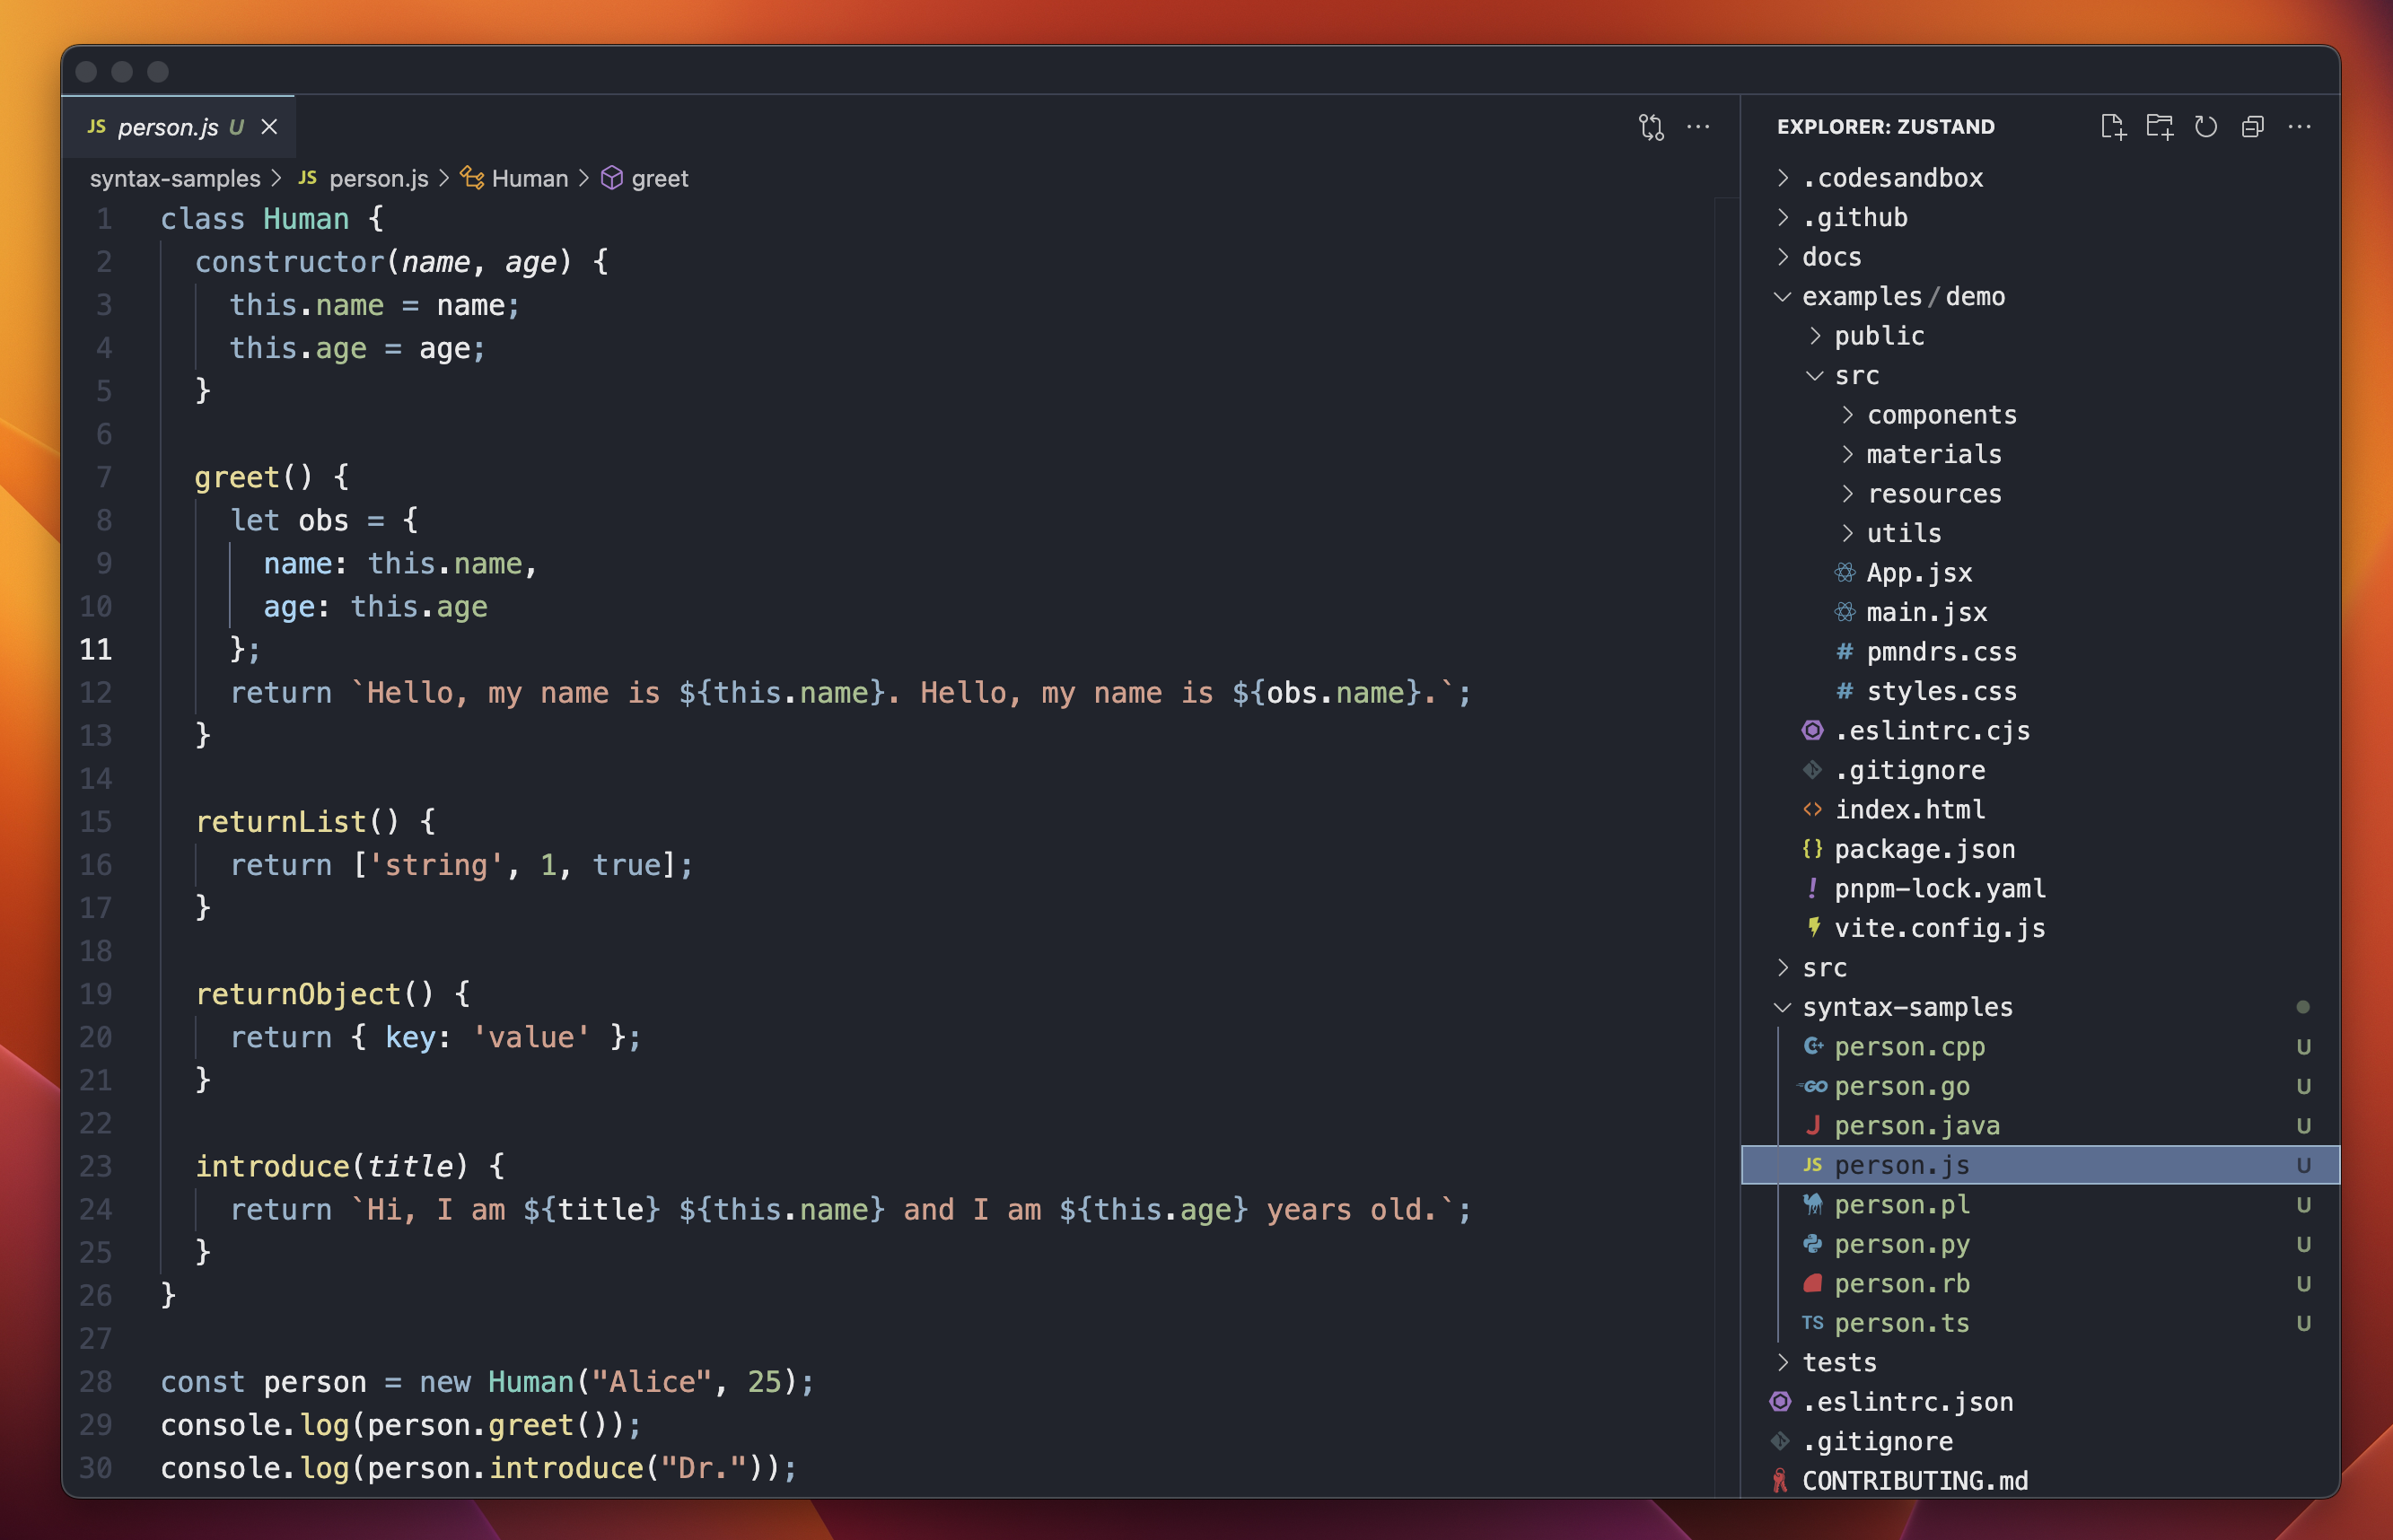 JS person.js U
syntax-samples > JS person.js > Human > greet
1 class Human {
2   constructor(name, age) {
3     this.name = name;
4     this.age = age;
5   }
6
7   greet() {
8     let obs = {
9       name: this.name,
10       age: this.age
11     };
12     return `Hello, my name is ${this.name}. Hello, my name is ${obs.name}.`;
13   }
14
15   returnList() {
16     return ['string', 1, true];
17   }
18
19   returnObject() {
20     return { key: 'value' };
21   }
22
23   introduce(title) {
24     return `Hi, I am ${title} ${this.name} and I am ${this.age} years old.`;
25   }
26 }
27
28 const person = new Human("Alice", 25);
29 console.log(person.greet());
30 console.log(person.introduce("Dr."));
EXPLORER: ZUSTAND
.codesandbox
.github
docs
examples/demo
public
src
components
materials
resources
utils
App.jsx
main.jsx
# pmndrs.css
# styles.css
.eslintrc.cjs
.gitignore
<> index.html
{} package.json
! pnpm-lock.yaml
vite.config.js
src
syntax-samples
C++ person.cpp U
GO person.go U
J person.java U
JS person.js U
person.pl U
person.py U
person.rb U
TS person.ts U
tests
.eslintrc.json
.gitignore
CONTRIBUTING.md